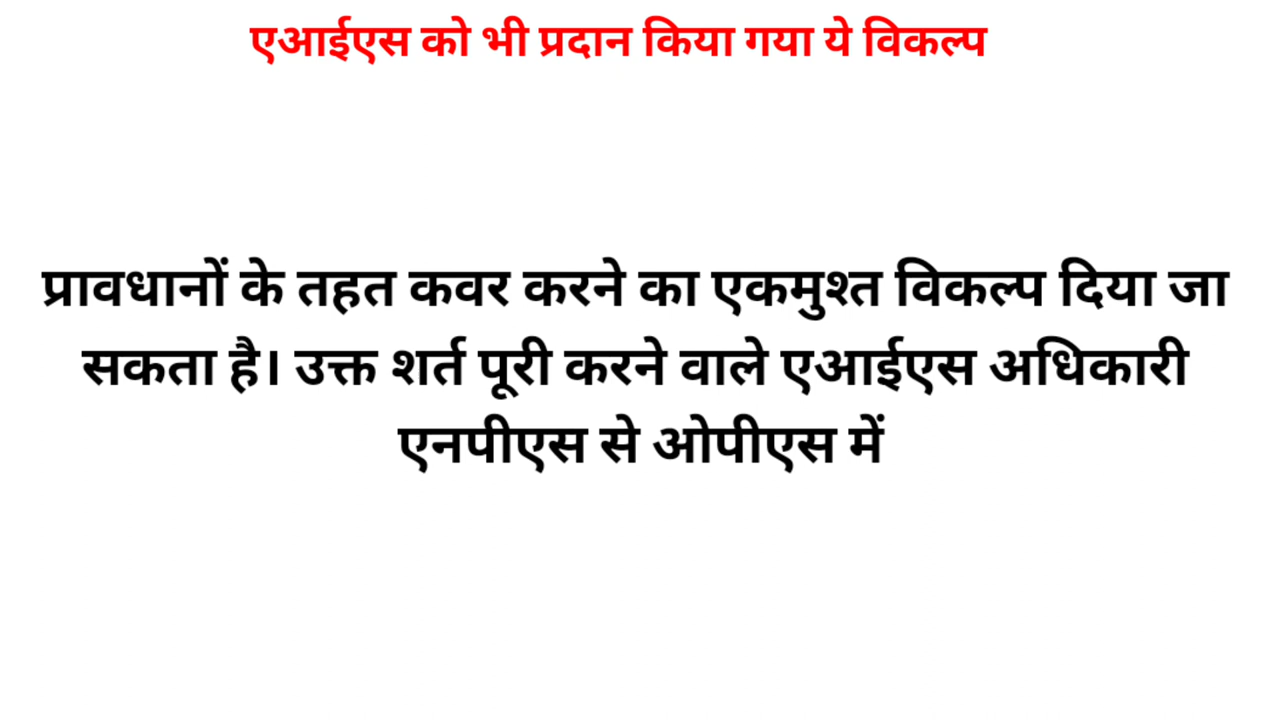 एआईएस को भी प्रदान किया गया ये विकल्प
प्रावधानों के तहत कवर करने का एकमुश्त विकल्प दिया जा
सकता है। उक्त शर्त पूरी करने वाले एआईएस अधिकारी
एनपीएस से ओपीएस में